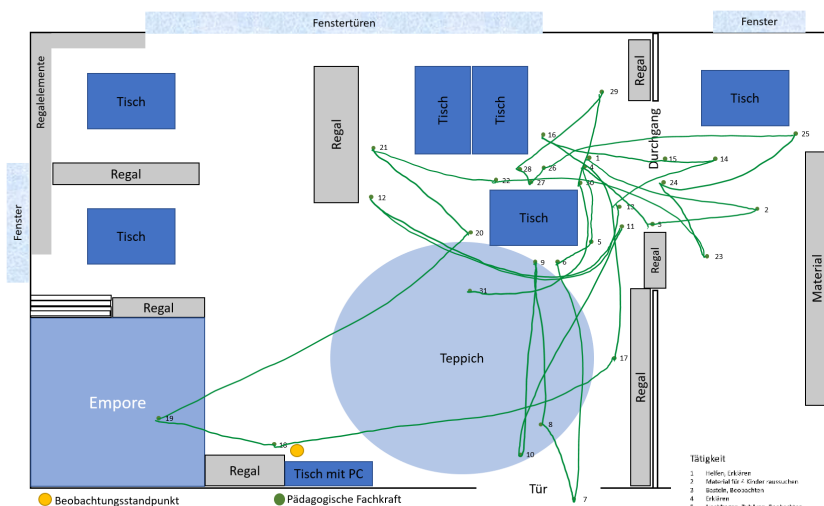 Fenstertüren
Fenster
Regalelemente
Tisch
Regal
Tisch
Tisch
Regal
Durchgang
Tisch
29
16
25
21
1
15
14
4
28
26
Regal
22
27
30
24
12
Tisch
13
2
3
11
Fenster
Tisch
20
5
23
9
6
Regal
Material
31
Regal
Teppich
17
Regal
Empore
19
8
18
10
Regal
Tisch mit PC
Tür
7
Beobachtungsstandpunkt
Pädagogische Fachkraft
Tätigkeit
1 Helfen, Erklären
2 Material für 4 Kinder raussuchen
3 Basteln, Beobachten
4 Erklären